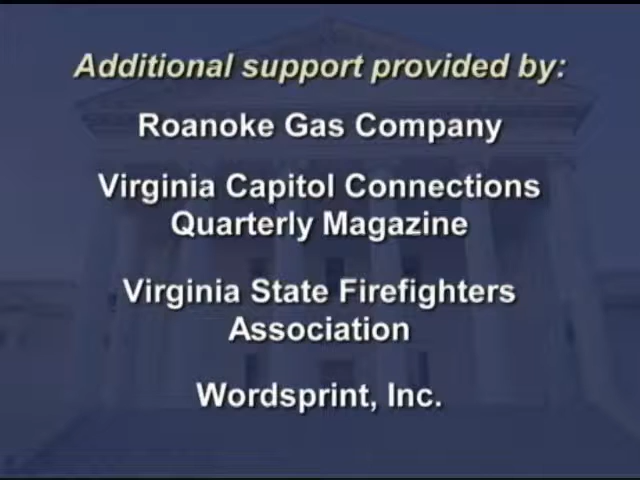 Additional support provided by:
Roanoke Gas Company
Virginia Capitol Connections
Quarterly Magazine
Virginia State Firefighters
Association
Wordsprint, Inc.